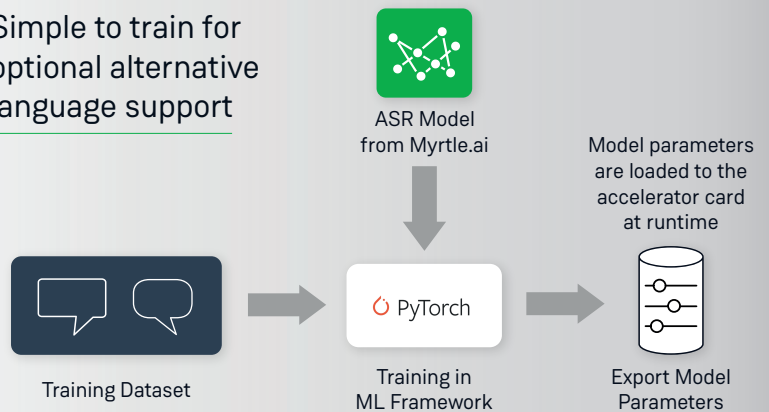 Simple to train for
optional alternative
language support
ASR Model
from Myrtle.ai
Model parameters
are loaded to the
accelerator card
at runtime
PyTorch
Training Dataset
Training in
ML Framework
Export Model
Parameters